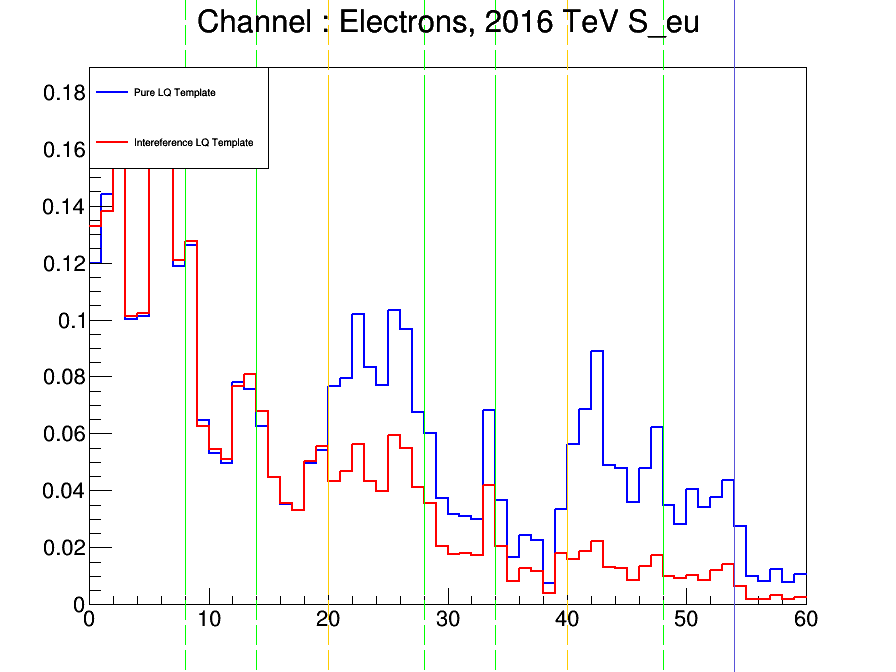 Channel : Electrons, 2016 TeV S_eu
Pure LQ Template
Intereference LQ Template
0.18
0.16
0.14
0.12
0.1
0.08
0.06
0.04
0.02
0
0 10 20 30 40 50 60